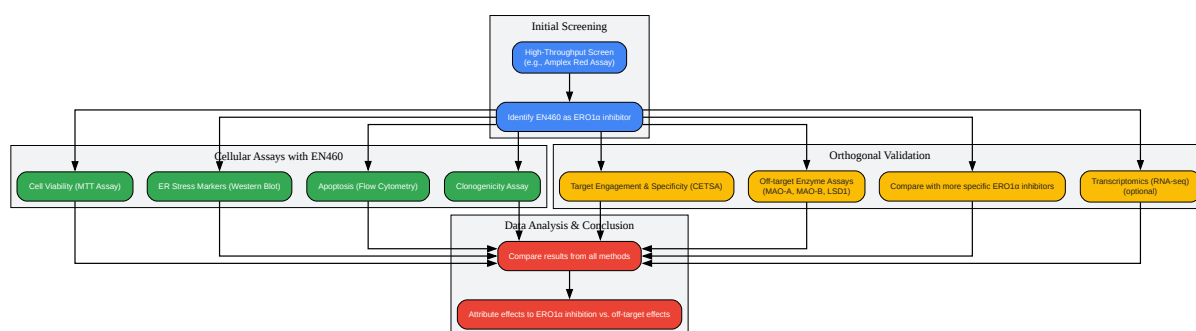 Initial Screening
High-Throughput Screen
(e.g., Amplex Red Assay)
Identify EN460 as ERO1α inhibitor
Cellular Assays with EN460
Cell Viability (MTT Assay)
ER Stress Markers (Western Blot)
Apoptosis (Flow Cytometry)
Clonogenicity Assay
Orthogonal Validation
Target Engagement & Specificity (CETSA)
Off-target Enzyme Assays
(MAO-A, MAO-B, LSD1)
Compare with more specific ERO1α inhibitors
Transcriptomics (RNA-seq)
(optional)
Data Analysis & Conclusion
Compare results from all methods
Attribute effects to ERO1α inhibition vs. off-target effects